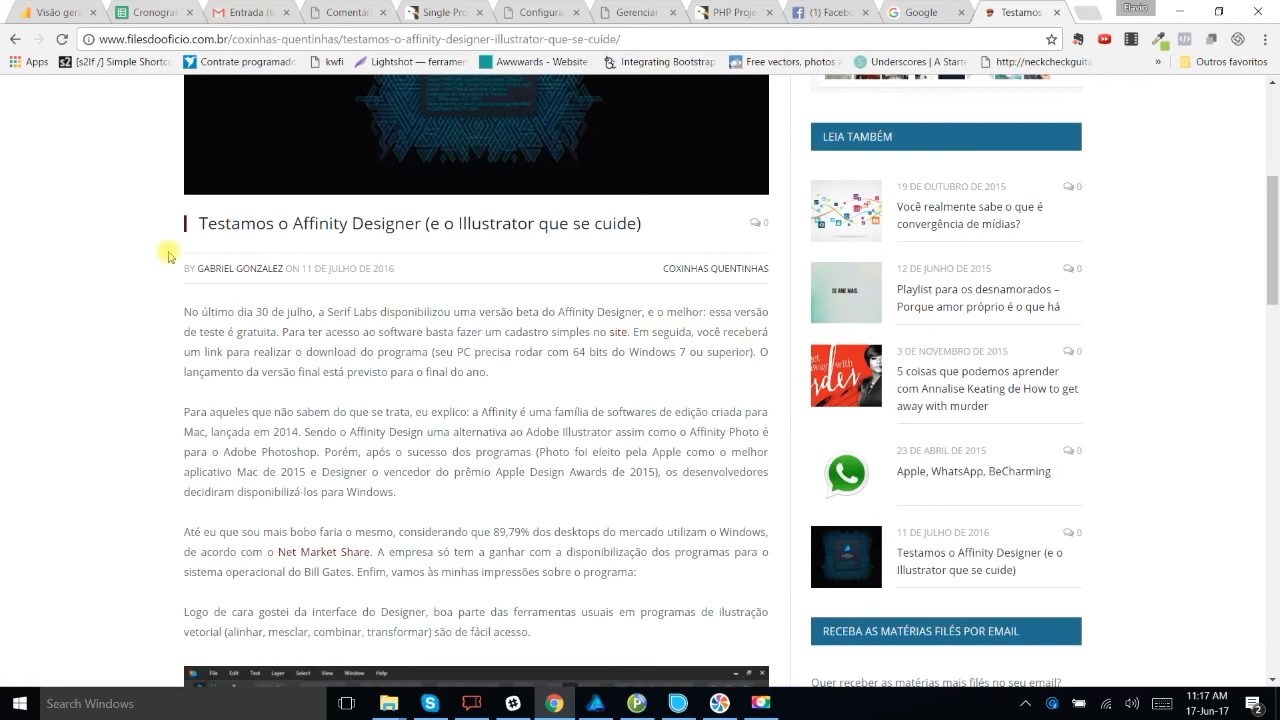 Visão
Cronogr
Arquivo
Simple
Configur
Gerenciar
PHP Proje
(1) Faceb
Google
Testamos
Flavio
www.filesdooficio.com.br/coxinhas-quentinhas/testamos-o-affinity-designer-illustrator-que-se-cuide/
Apps
[s2If /] Simple Shortco
Contrate programado
kwfi
Lightshot — ferrame
Awwwards - Website
Integrating Bootstrap
Free vectors, photos
Underscores | A Starte
http://neckcheckguita
»
Outros favoritos
Testamos o Affinity Designer (e o Illustrator que se cuide)
0
BY GABRIEL GONZALEZ ON 11 DE JULHO DE 2016
COXINHAS QUENTINHAS
No último dia 30 de julho, a Serif Labs disponibilizou uma versão beta do Affinity Designer, e o melhor: essa versão
de teste é gratuita. Para ter acesso ao software basta fazer um cadastro simples no site. Em seguida, você receberá
um link para realizar o download do programa (seu PC precisa rodar com 64 bits do Windows 7 ou superior). O
lançamento da versão final está previsto para o final do ano.
Para aqueles que não sabem do que se trata, eu explico: a Affinity é uma família de softwares de edição criada para
Mac, lançada em 2014. Sendo o Affinity Design uma alternativa ao Adobe Illustrator assim como o Affinity Photo é
para o Adobe Photoshop. Porém, pós o sucesso dos programas (Photo foi eleito pela Apple como o melhor
aplicativo Mac de 2015 e Designer o vencedor do prêmio Apple Design Awards de 2015), os desenvolvedores
decidiram disponibilizá-los para Windows.
Até eu que sou mais bobo faria o mesmo, considerando que 89,79% dos desktops do mercado utilizam o Windows,
de acordo com o Net Market Share. A empresa só tem a ganhar com a disponibilização dos programas para o
sistema operacional do Bill Gates. Enfim, vamos às minhas impressões sobre o programa:
Logo de cara gostei da interface do Designer, boa parte das ferramentas usuais em programas de ilustração
vetorial (alinhar, mesclar, combinar, transformar) são de fácil acesso.
File Edit Text Layer Select View Window Help
LEIA TAMBÉM
19 DE OUTUBRO DE 2015
0
Você realmente sabe o que é
convergência de mídias?
SE AME MAIS.
12 DE JUNHO DE 2015
0
Playlist para os desnamorados –
Porque amor próprio é o que há
3 DE NOVEMBRO DE 2015
0
5 coisas que podemos aprender
com Annalise Keating de How to get
away with murder
23 DE ABRIL DE 2015
0
Apple, WhatsApp, BeCharming
11 DE JULHO DE 2016
0
Testamos o Affinity Designer (e o
Illustrator que se cuide)
RECEBA AS MATÉRIAS FILÉS POR EMAIL
Quer receber as matérias mais filés no seu email?
Search Windows
11:17 AM
17-Jun-17
2